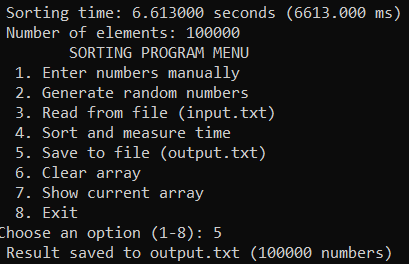 Sorting time: 6.613000 seconds (6613.000 ms)
Number of elements: 100000
SORTING PROGRAM MENU
1. Enter numbers manually
2. Generate random numbers
3. Read from file (input.txt)
4. Sort and measure time
5. Save to file (output.txt)
6. Clear array
7. Show current array
8. Exit
Choose an option (1-8): 5
Result saved to output.txt (100000 numbers)